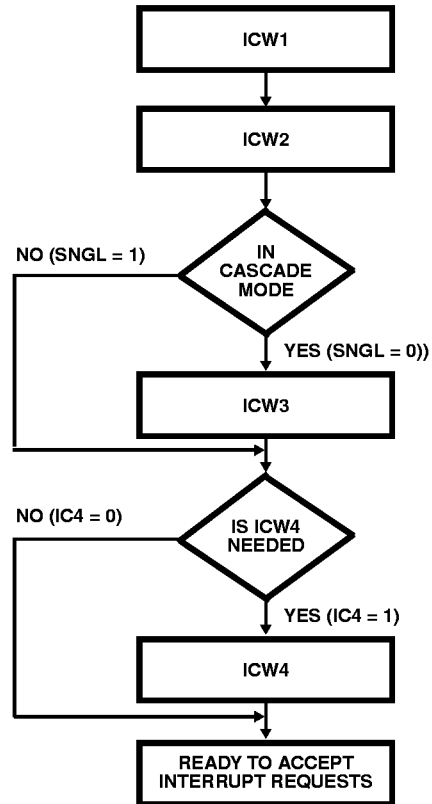 ICW1
ICW2
IN
CASCADE
MODE
NO (SNGL = 1)
YES (SNGL = 0))
ICW3
NO (IC4 = 0)
IS ICW4
NEEDED
YES (IC4 = 1)
ICW4
READY TO ACCEPT
INTERRUPT REQUESTS